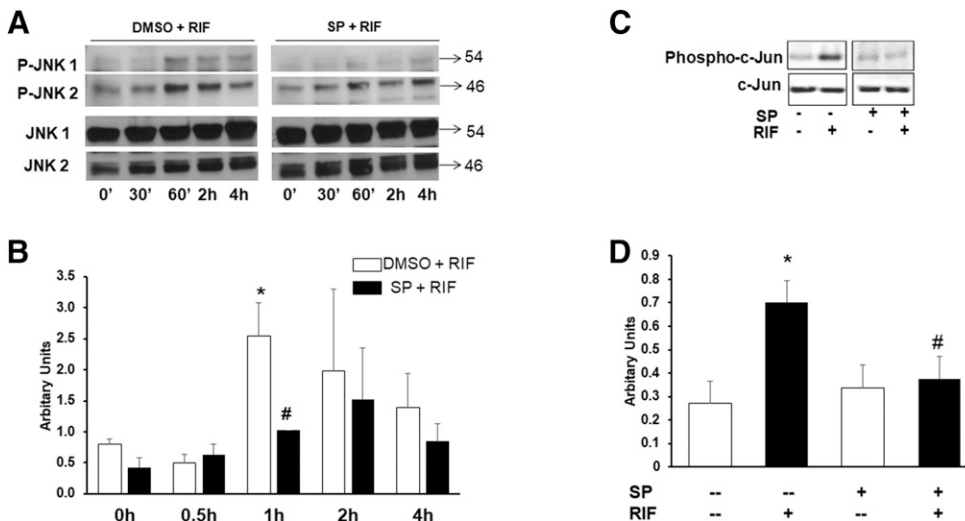 A
DMSO + RIF
SP + RIF
P-JNK 1
54
P-JNK 2
46
JNK 1
54
JNK 2
46
0' 30' 60' 2h 4h
0' 30' 60' 2h 4h
B
DMSO + RIF
SP + RIF
Arbitary Units
3.5
3.0
2.5
2.0
1.5
1.0
0.5
0.0
*
#
0h 0.5h 1h 2h 4h
C
Phospho-c-Jun
c-Jun
- - + + SP
- + - + RIF
D
Arbitary Units
0.9
0.8
0.7
0.6
0.5
0.4
0.3
0.2
0.1
0
*
#
SP -- -- + +
RIF -- + -- +